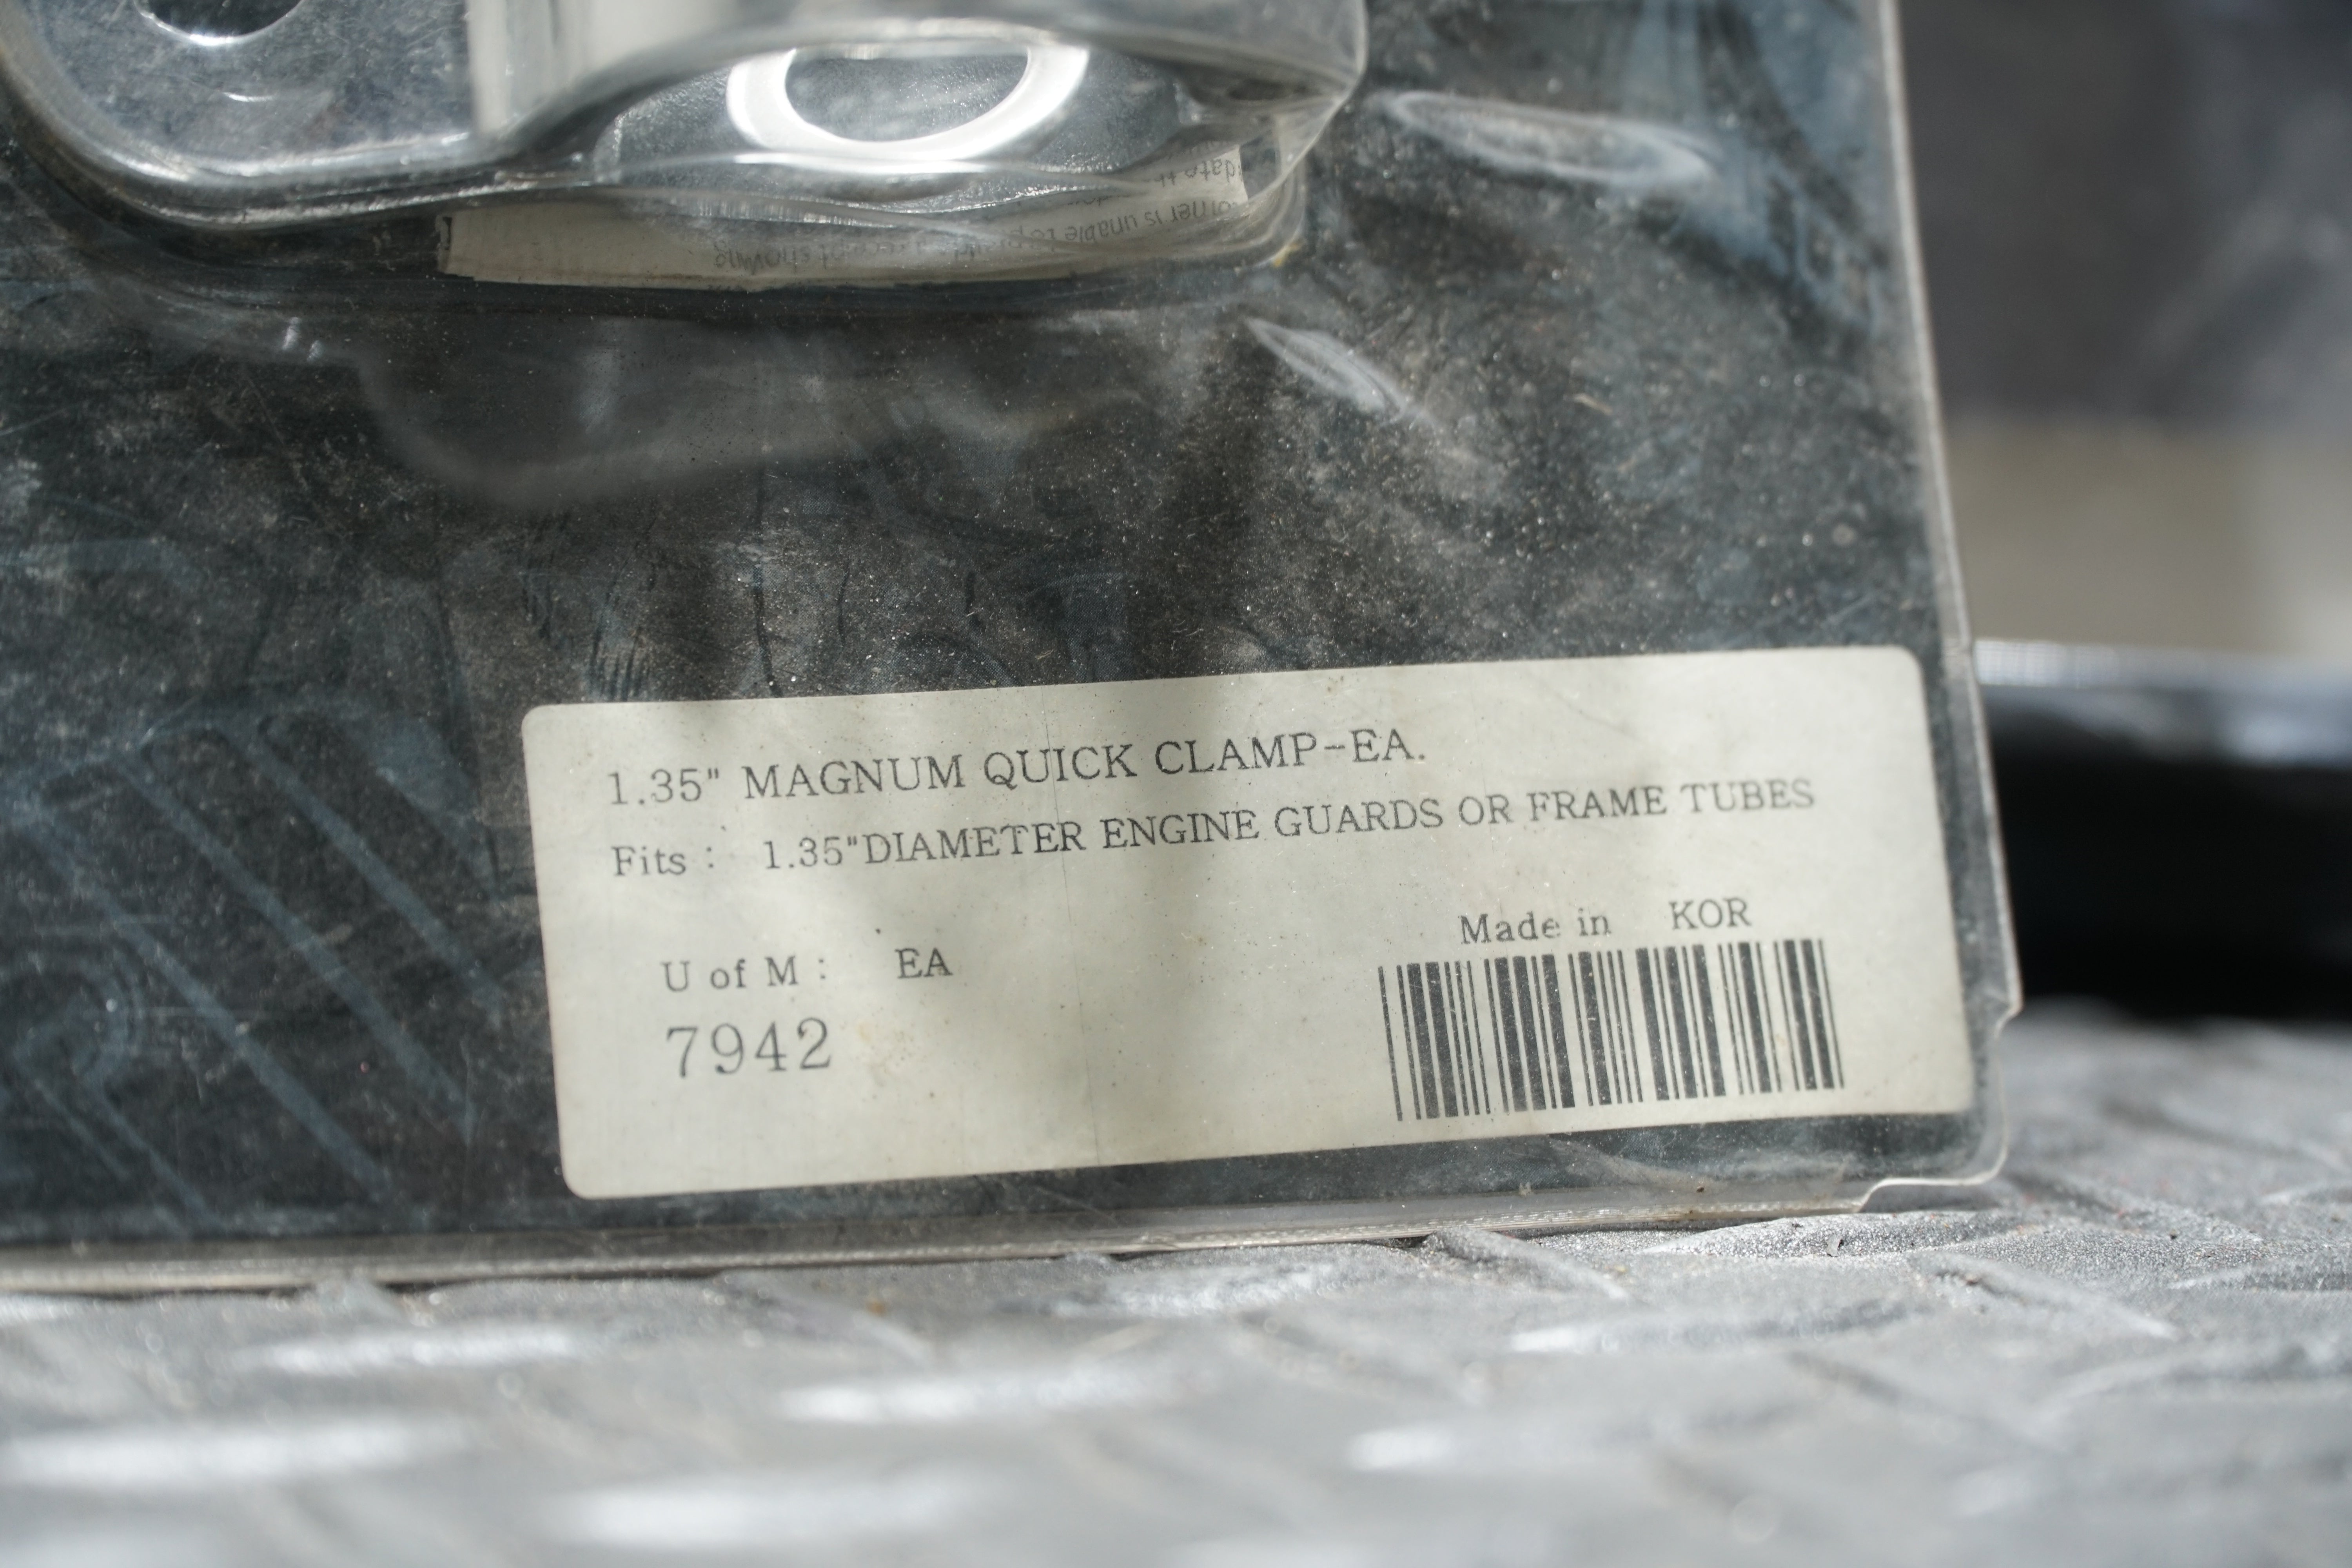 1.35" MAGNUM QUICK CLAMP-EA.
Fits : 1.35"DIAMETER ENGINE GUARDS OR FRAME TUBES
Made in KOR
U of M : EA
7942